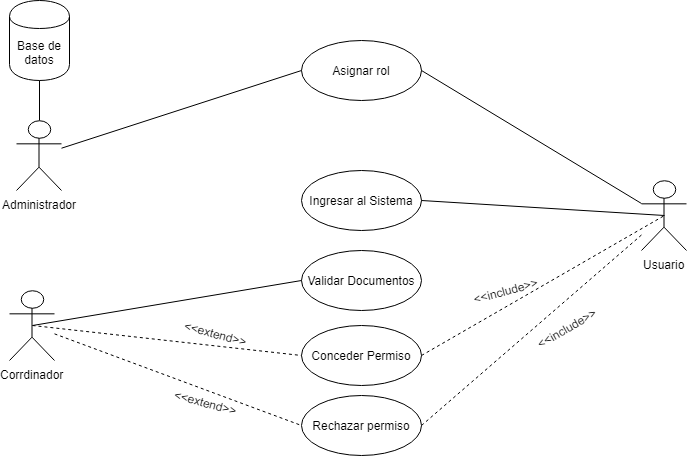 Base de
datos
Asignar rol
Administrador
Ingresar al Sistema
Usuario
Validar Documentos
<<include>>
<<extend>>
<<include>>
Conceder Permiso
Corrdinador
<<extend>>
Rechazar permiso